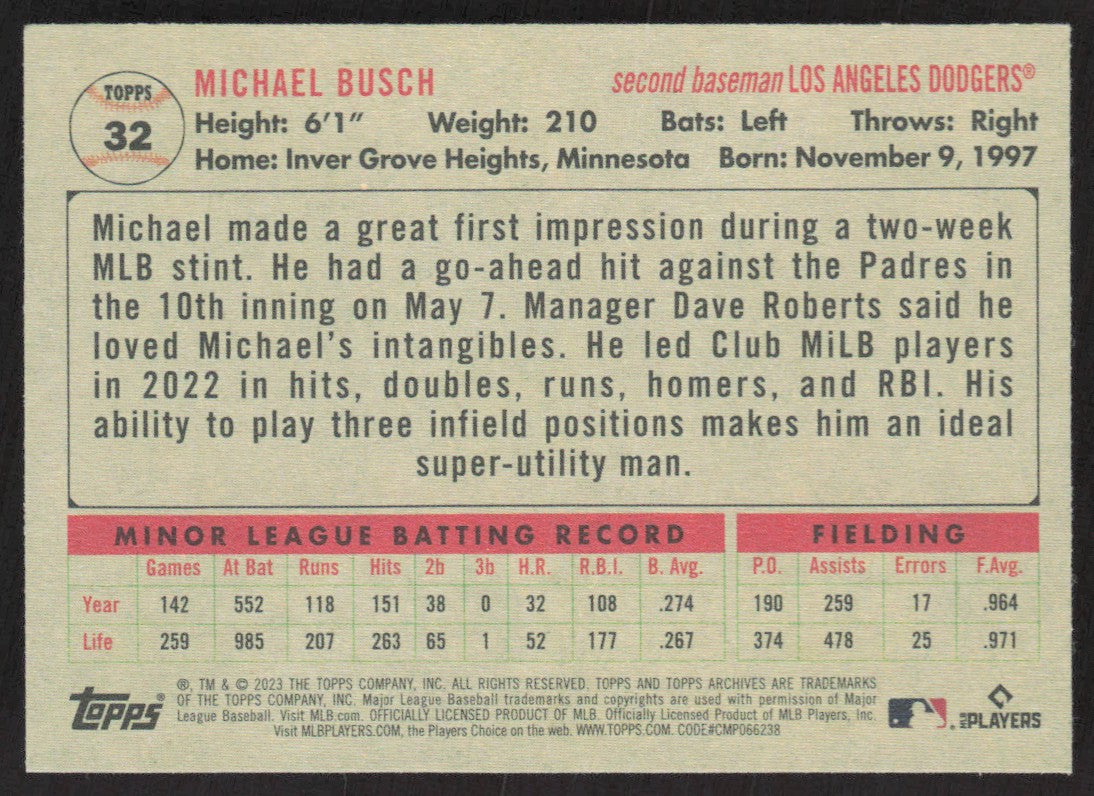 TOPPS
32
MICHAEL BUSCH second baseman LOS ANGELES DODGERS®
Height: 6'1" Weight: 210 Bats: Left Throws: Right
Home: Inver Grove Heights, Minnesota Born: November 9, 1997
Michael made a great first impression during a two-week
MLB stint. He had a go-ahead hit against the Padres in
the 10th inning on May 7. Manager Dave Roberts said he
loved Michael's intangibles. He led Club MiLB players
in 2022 in hits, doubles, runs, homers, and RBI. His
ability to play three infield positions makes him an ideal
super-utility man.
MINOR LEAGUE BATTING RECORD FIELDING
Games At Bat Runs Hits 2b 3b H.R. R.B.I. B. Avg. P.O. Assists Errors F.Avg.
Year 142 552 118 151 38 0 32 108 .274 190 259 17 .964
Life 259 985 207 263 65 1 52 177 .267 374 478 25 .971
Topps®
®, TM & © 2023 THE TOPPS COMPANY, INC. ALL RIGHTS RESERVED. TOPPS AND TOPPS ARCHIVES ARE TRADEMARKS
OF THE TOPPS COMPANY, INC. Major League Baseball trademarks and copyrights are used with permission of Major
League Baseball. Visit MLB.com. OFFICIALLY LICENSED PRODUCT OF MLB. Officially Licensed Product of MLB Players, Inc.
Visit MLBPLAYERS.COM, the Players Choice on the web. WWW.TOPPS.COM. CODE#CMP066238
MLB PLAYERS